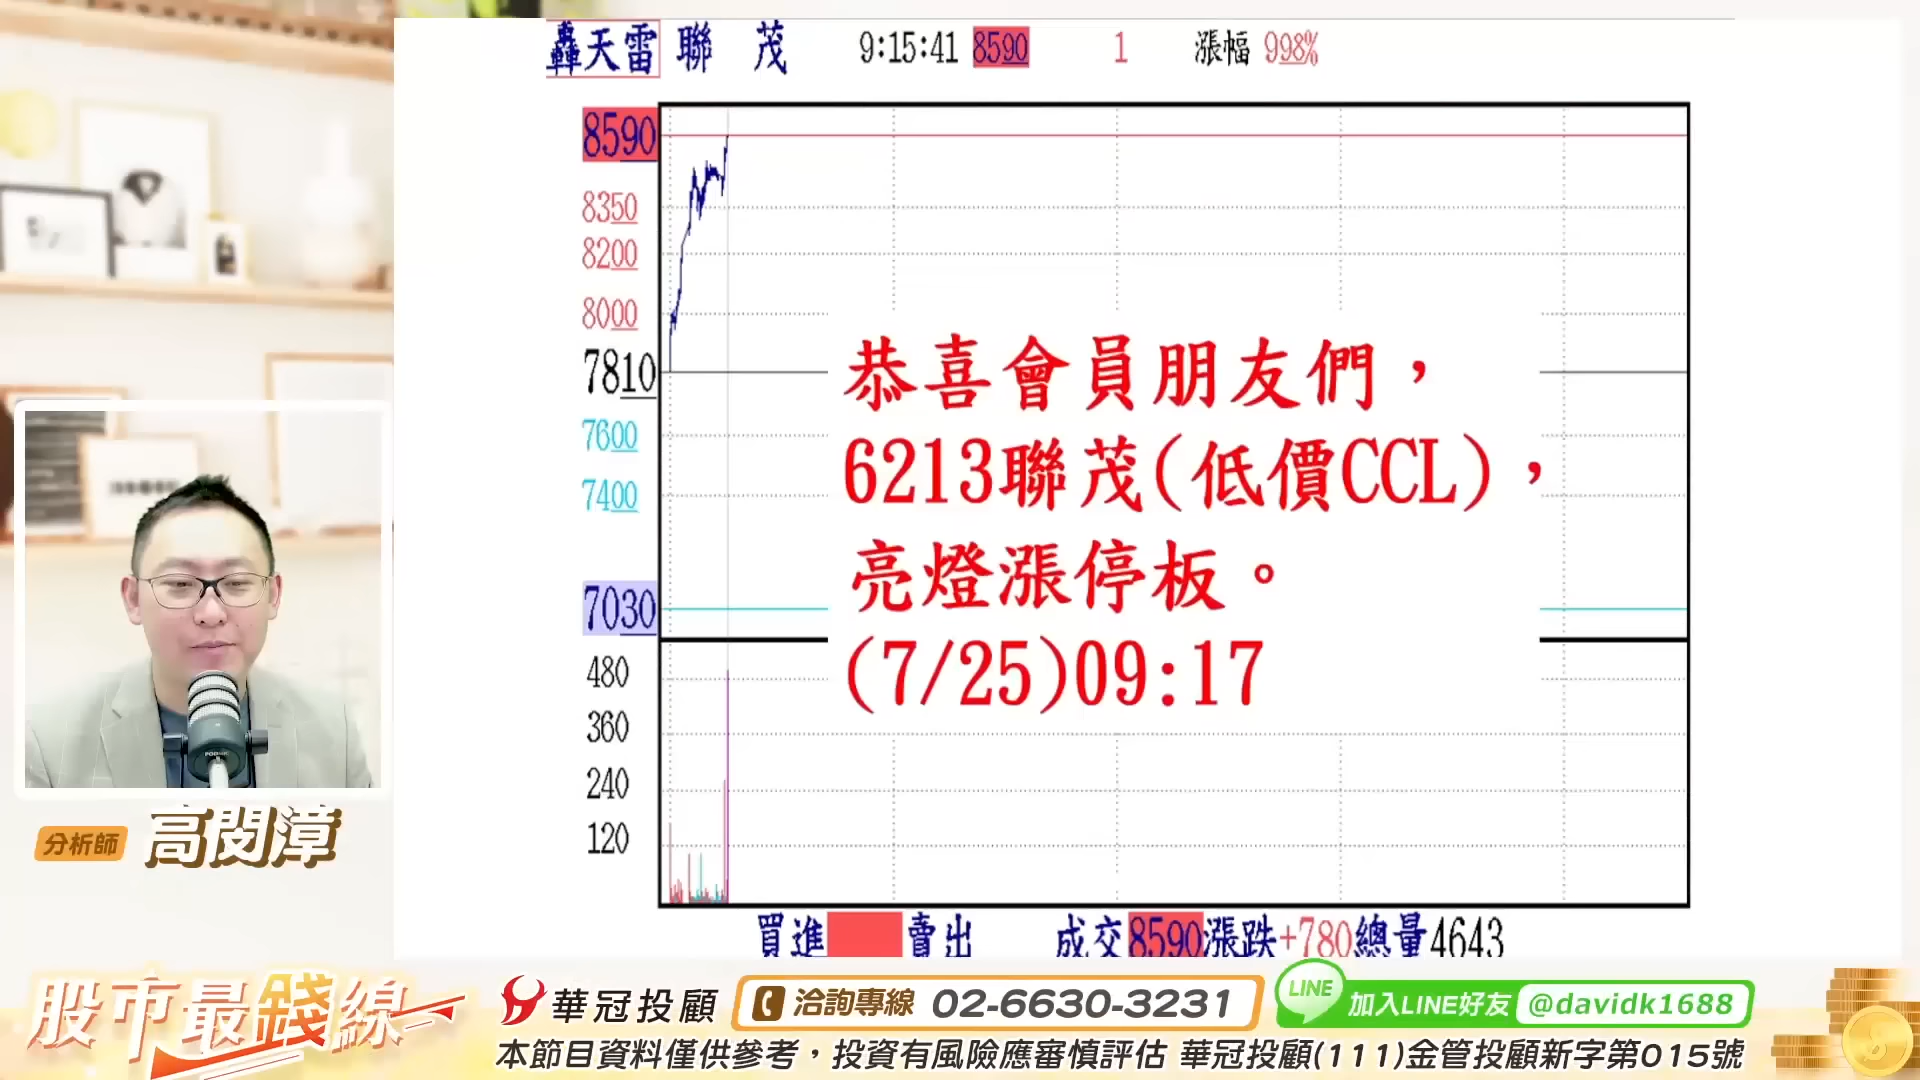 轟天雷 聯 茂 9:15:41 8590 1 漲幅 998%
8590
8350
8200
8000
7810
7600
7400
7030
480
360
240
120
恭喜會員朋友們，
6213聯茂(低價CCL)，
亮燈漲停板。
(7/25)09:17
買進 賣出 成交8590漲跌+780總量4643
分析師 高閔漳
股市最錢線
華冠投顧 洽詢專線 02-6630-3231 LINE 加入LINE好友 @davidk1688
本節目資料僅供參考，投資有風險應審慎評估 華冠投顧(111)金管投顧新字第015號